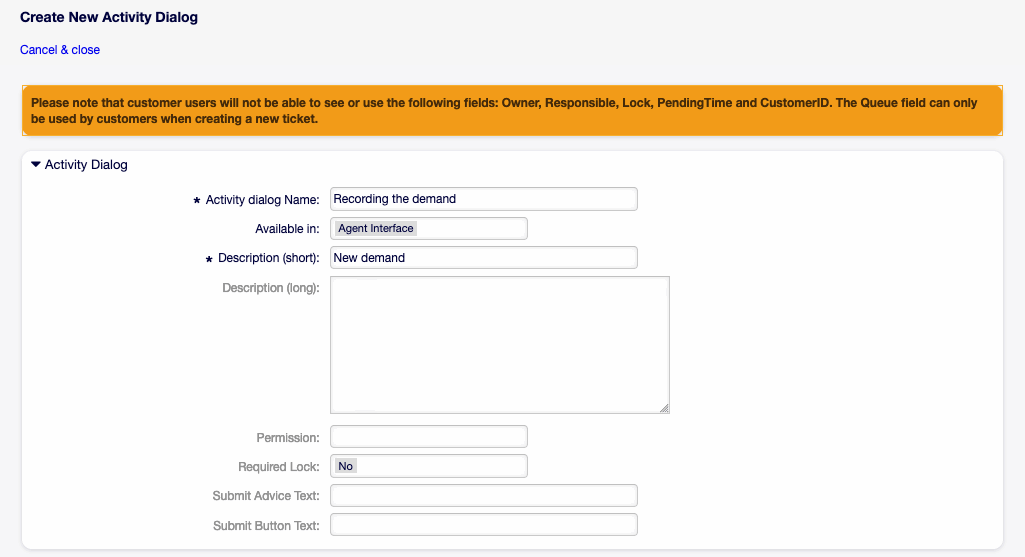 Create New Activity Dialog
Cancel & close
Please note that customer users will not be able to see or use the following fields: Owner, Responsible, Lock, PendingTime and CustomerID. The Queue field can only
be used by customers when creating a new ticket.
Activity Dialog
* Activity dialog Name: Recording the demand
Available in: Agent Interface
* Description (short): New demand
Description (long):
Permission:
Required Lock: No
Submit Advice Text:
Submit Button Text: